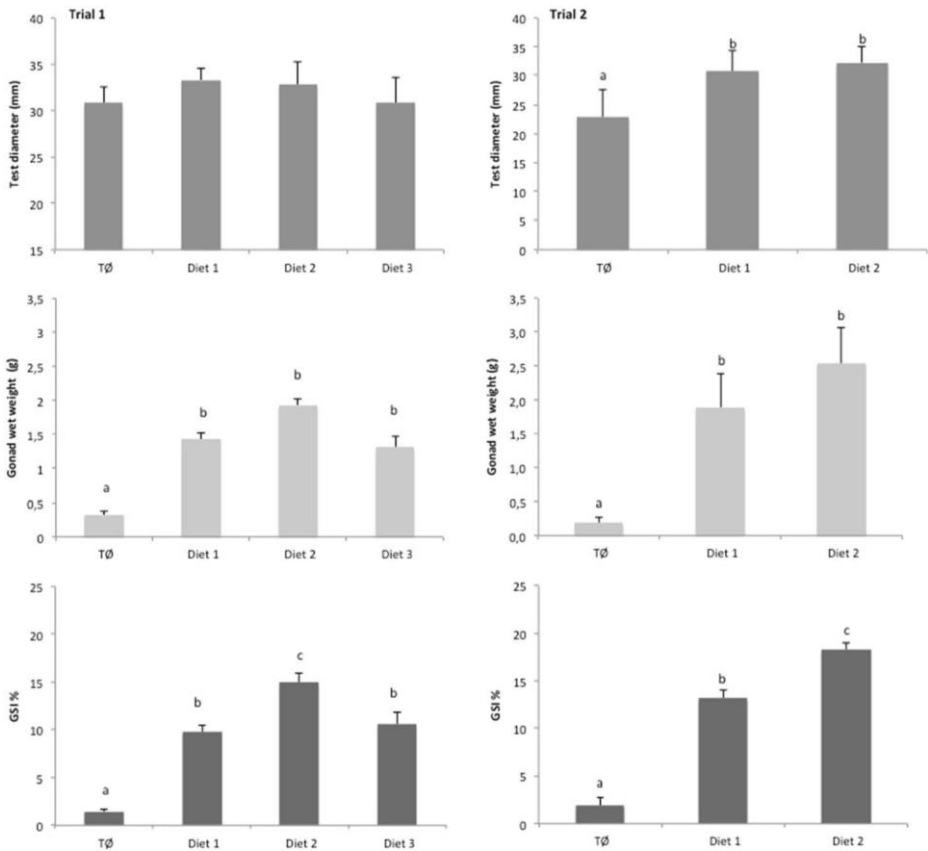 Trial 1
Test diameter (mm)
40
35
30
25
20
15
TØ Diet 1 Diet 2 Diet 3
Trial 2
Test diameter (mm)
40
35
30
25
20
15
10
5
0
a b b
TØ Diet 1 Diet 2
Gonad wet weight (g)
3,5
3
2,5
2
1,5
1
0,5
0
a b b b
TØ Diet 1 Diet 2 Diet 3
Gonad wet weight (g)
3,5
3,0
2,5
2,0
1,5
1,0
0,5
0,0
a b b
TØ Diet 1 Diet 2
GSI %
25
20
15
10
5
0
a b c b
TØ Diet 1 Diet 2 Diet 3
GSI %
25
20
15
10
5
0
a b c
TØ Diet 1 Diet 2